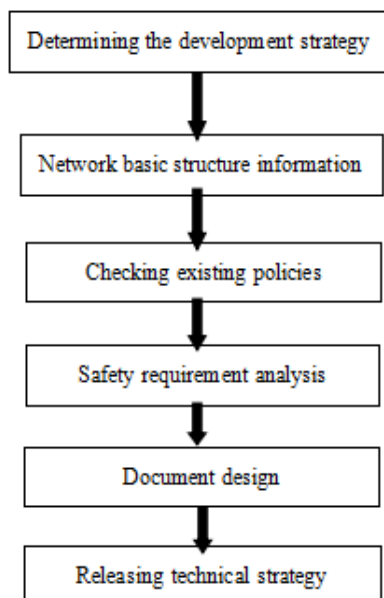 Determining the development strategy
Network basic structure information
Checking existing policies
Safety requirement analysis
Document design
Releasing technical strategy